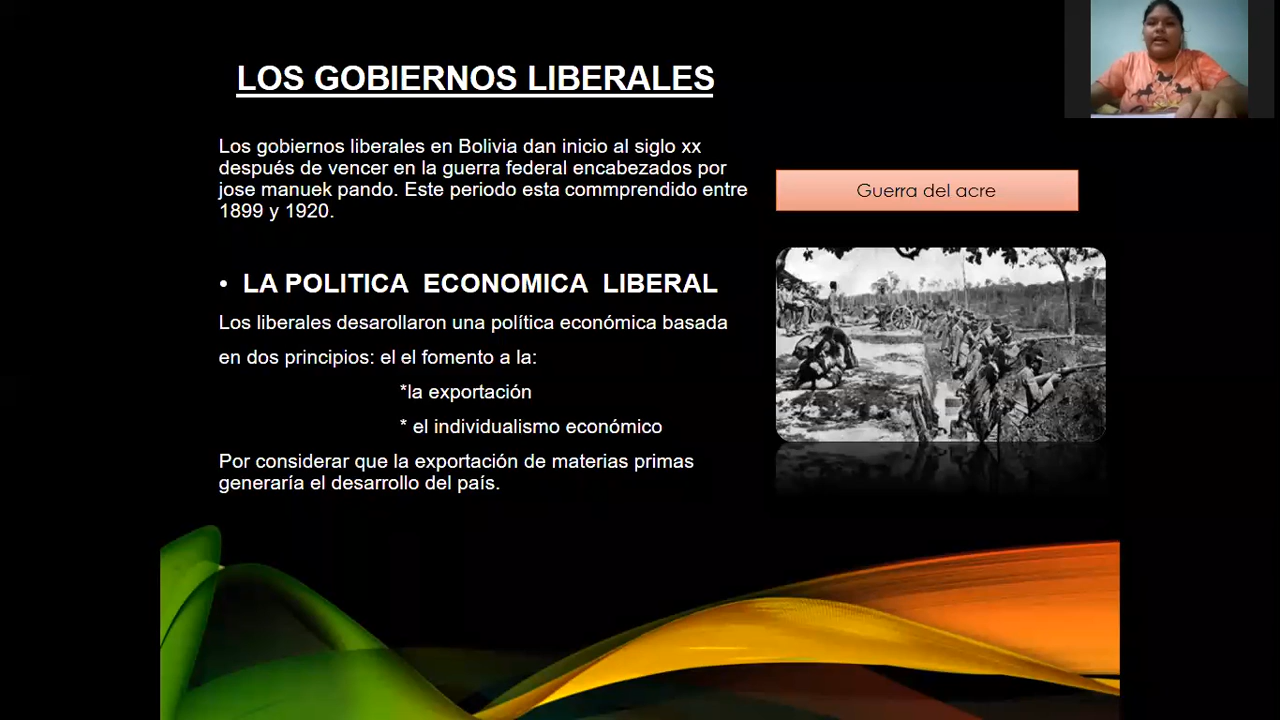 LOS GOBIERNOS LIBERALES
Los gobiernos liberales en Bolivia dan inicio al siglo xx
después de vencer en la guerra federal encabezados por
jose manuek pando. Este periodo esta commprendido entre
1899 y 1920.
• LA POLITICA ECONOMICA LIBERAL
Los liberales desarollaron una política económica basada
en dos principios: el el fomento a la:
*la exportación
* el individualismo económico
Por considerar que la exportación de materias primas
generaría el desarrollo del país.
Guerra del acre